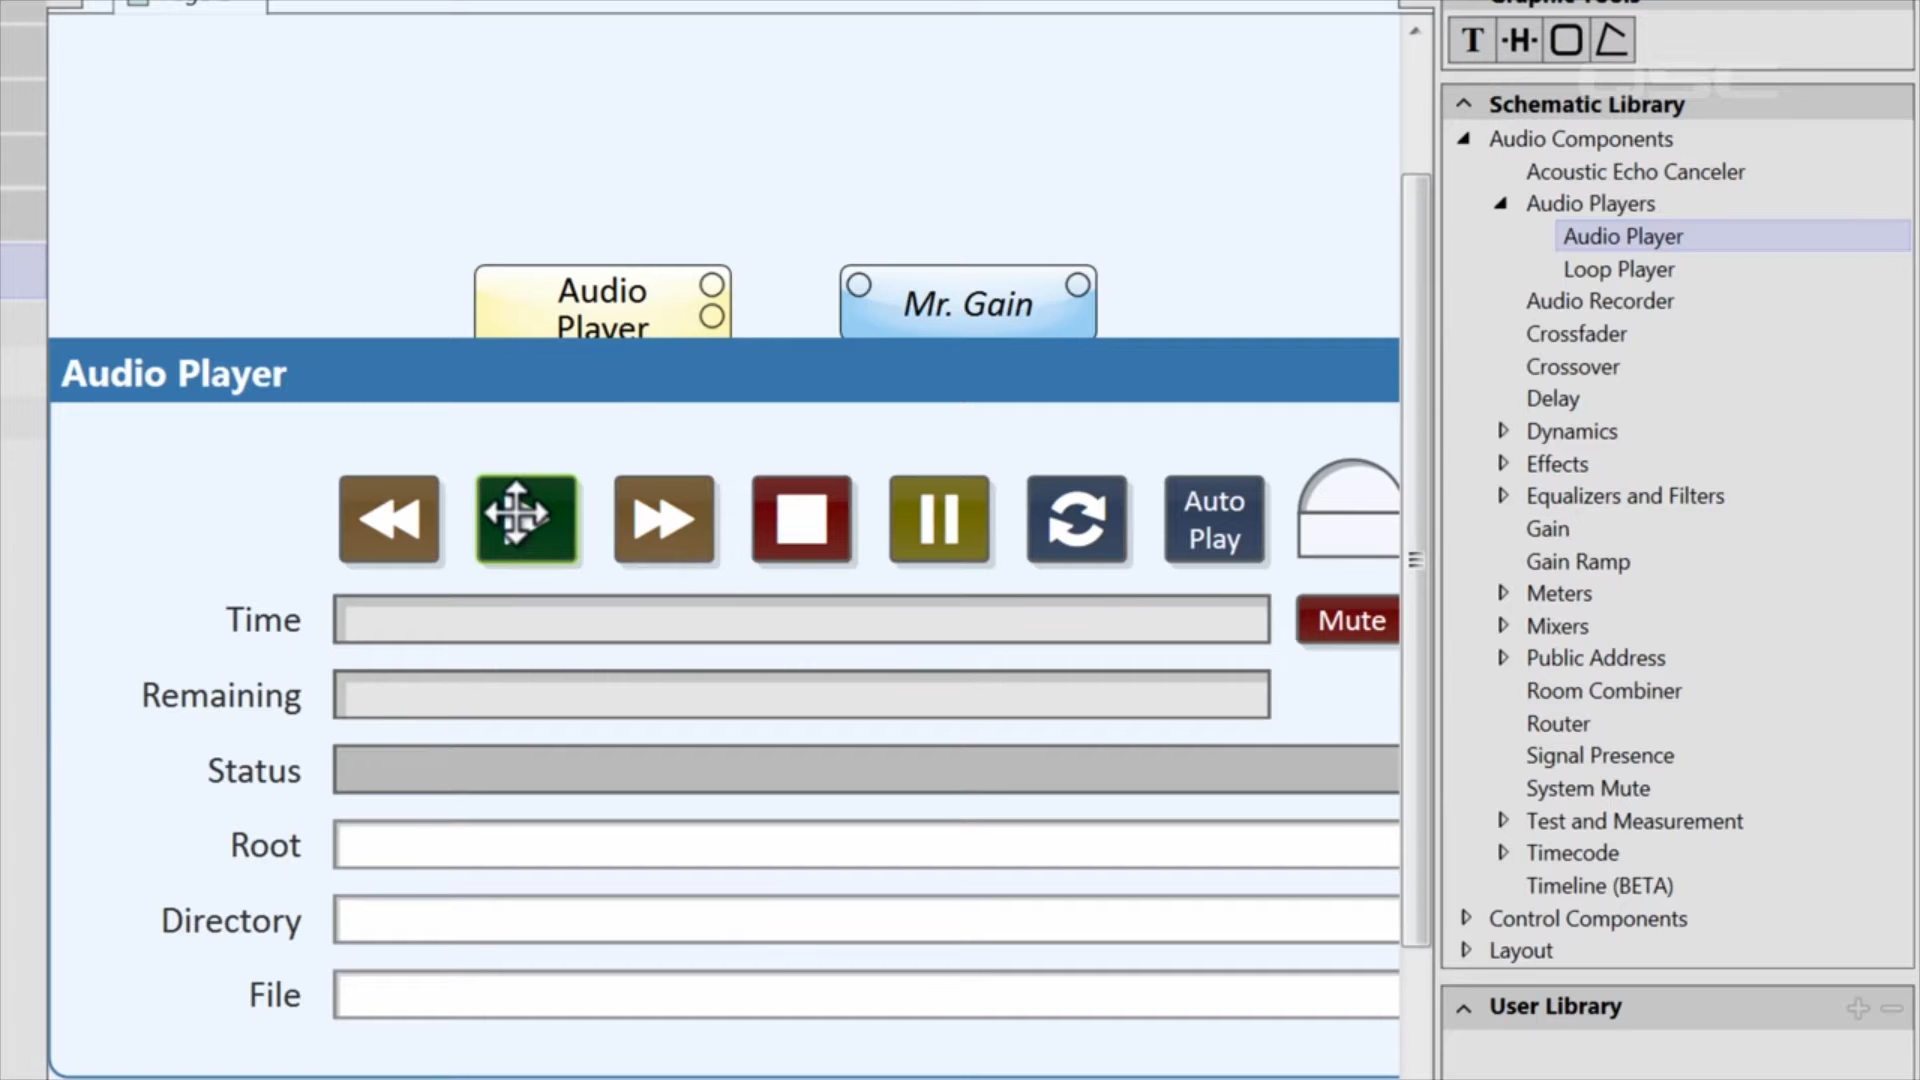 T
·H·
QSC
Schematic Library
Audio Components
Acoustic Echo Canceler
Audio Players
Audio Player
Loop Player
Audio Recorder
Crossfader
Crossover
Delay
Dynamics
Effects
Equalizers and Filters
Gain
Gain Ramp
Meters
Mixers
Public Address
Room Combiner
Router
Signal Presence
System Mute
Test and Measurement
Timecode
Timeline (BETA)
Control Components
Layout
User Library
Audio
Player
Mr. Gain
Audio Player
Auto
Play
Time
Mute
Remaining
Status
Root
Directory
File